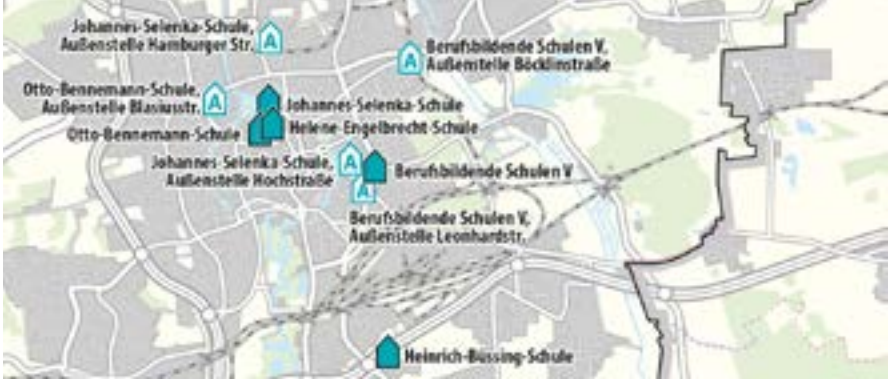 Johannes-Selenka-Schule,
Außenstelle Hamburger Str.
A
A
Berufsbildende Schulen V,
Außenstelle Böcklinstraße
Otto-Bennemann-Schule,
Außenstelle Blasiusstr.
A
Johannes-Selenka-Schule
Otto-Bennemann-Schule
Helene-Engelbrecht-Schule
Johannes-Selenka-Schule,
Außenstelle Hochstraße
A
Berufsbildende Schulen V
A
Berufsbildende Schulen V,
Außenstelle Leonhardstr.
Heinrich-Büssing-Schule